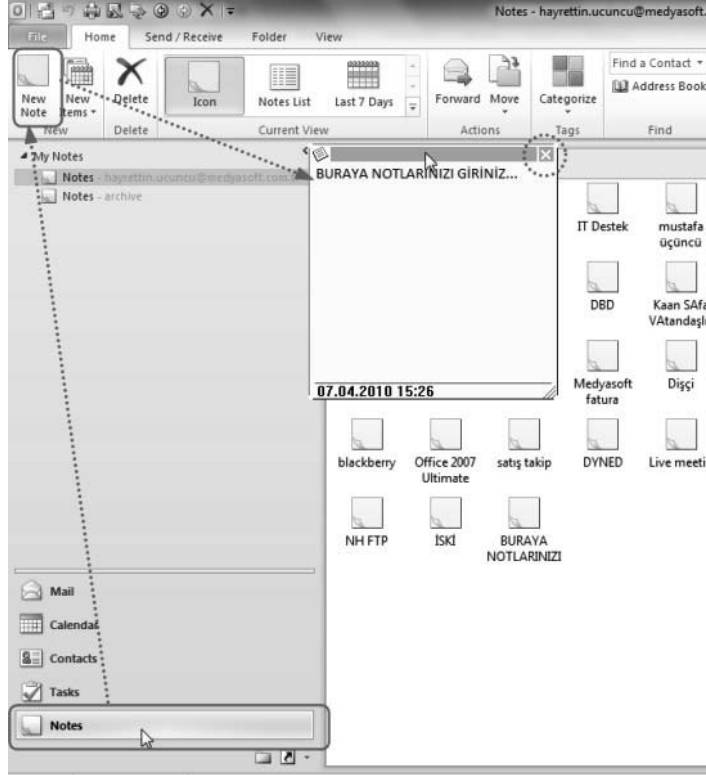 Notes - hayrettin.ucuncu@medyasoft.
File Home Send / Receive Folder View
New Note
New Items
Delete
Icon
Notes List
Last 7 Days
Forward
Move
Categorize
Find a Contact
Address Book
New Delete Current View Actions Tags Find
My Notes
Notes - hayrettin.ucuncu@medyasoft.com
Notes - archive
BURAYA NOTLARINIZI GİRİNİZ...
07.04.2010 15:26
IT Destek
mustafa
üçüncü
DBD
Kaan SAfa
VAtandaşlı
Medyasoft
fatura
Dişçi
blackberry
Office 2007
Ultimate
satış takip
DYNED
Live meeti
NH FTP
İSKİ
BURAYA
NOTLARINIZI
Mail
Calendar
Contacts
Tasks
Notes